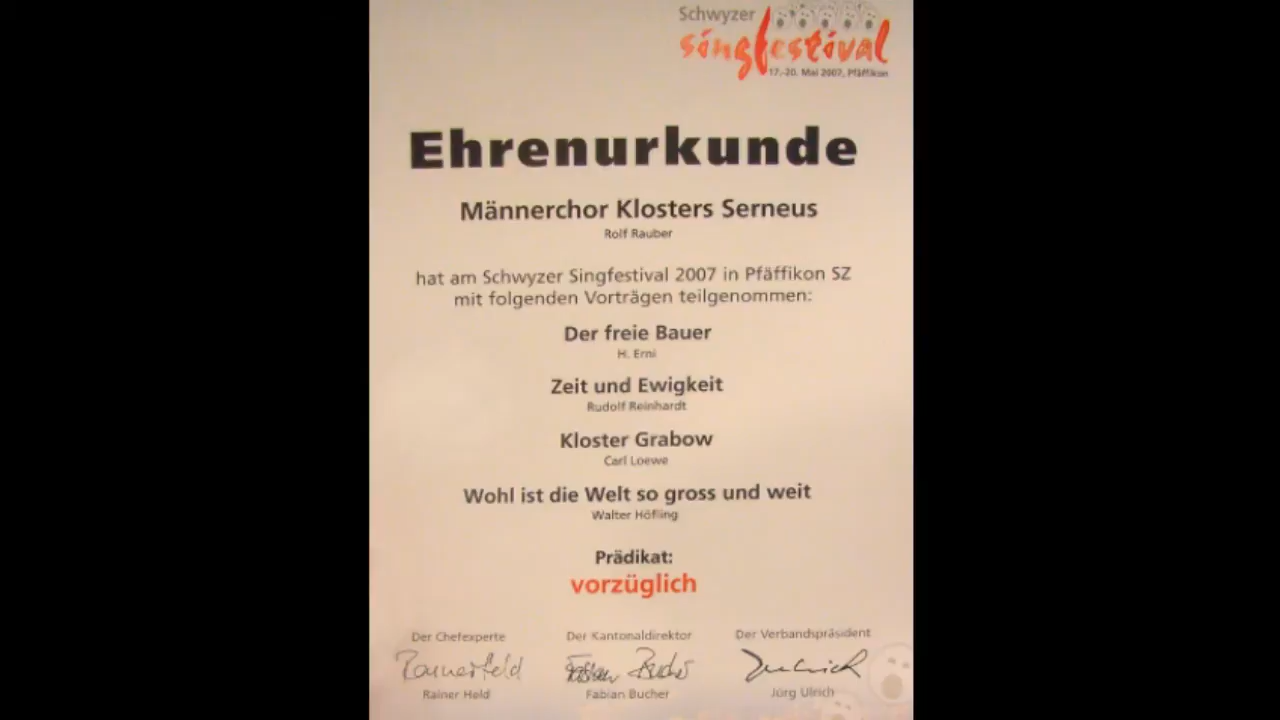 Schwyzer
singfestival
17.-20. Mai 2007, Pfäffikon
Ehrenurkunde
Männerchor Klosters Serneus
Rolf Rauber
hat am Schwyzer Singfestival 2007 in Pfäffikon SZ
mit folgenden Vorträgen teilgenommen:
Der freie Bauer
H. Erni
Zeit und Ewigkeit
Rudolf Reinhardt
Kloster Grabow
Carl Loewe
Wohl ist die Welt so gross und weit
Walter Höfling
Prädikat:
vorzüglich
Der Chefexperte Der Kantonaldirektor Der Verbandspräsident
Rainer Held Fabian Bucher Jörg Ulrich